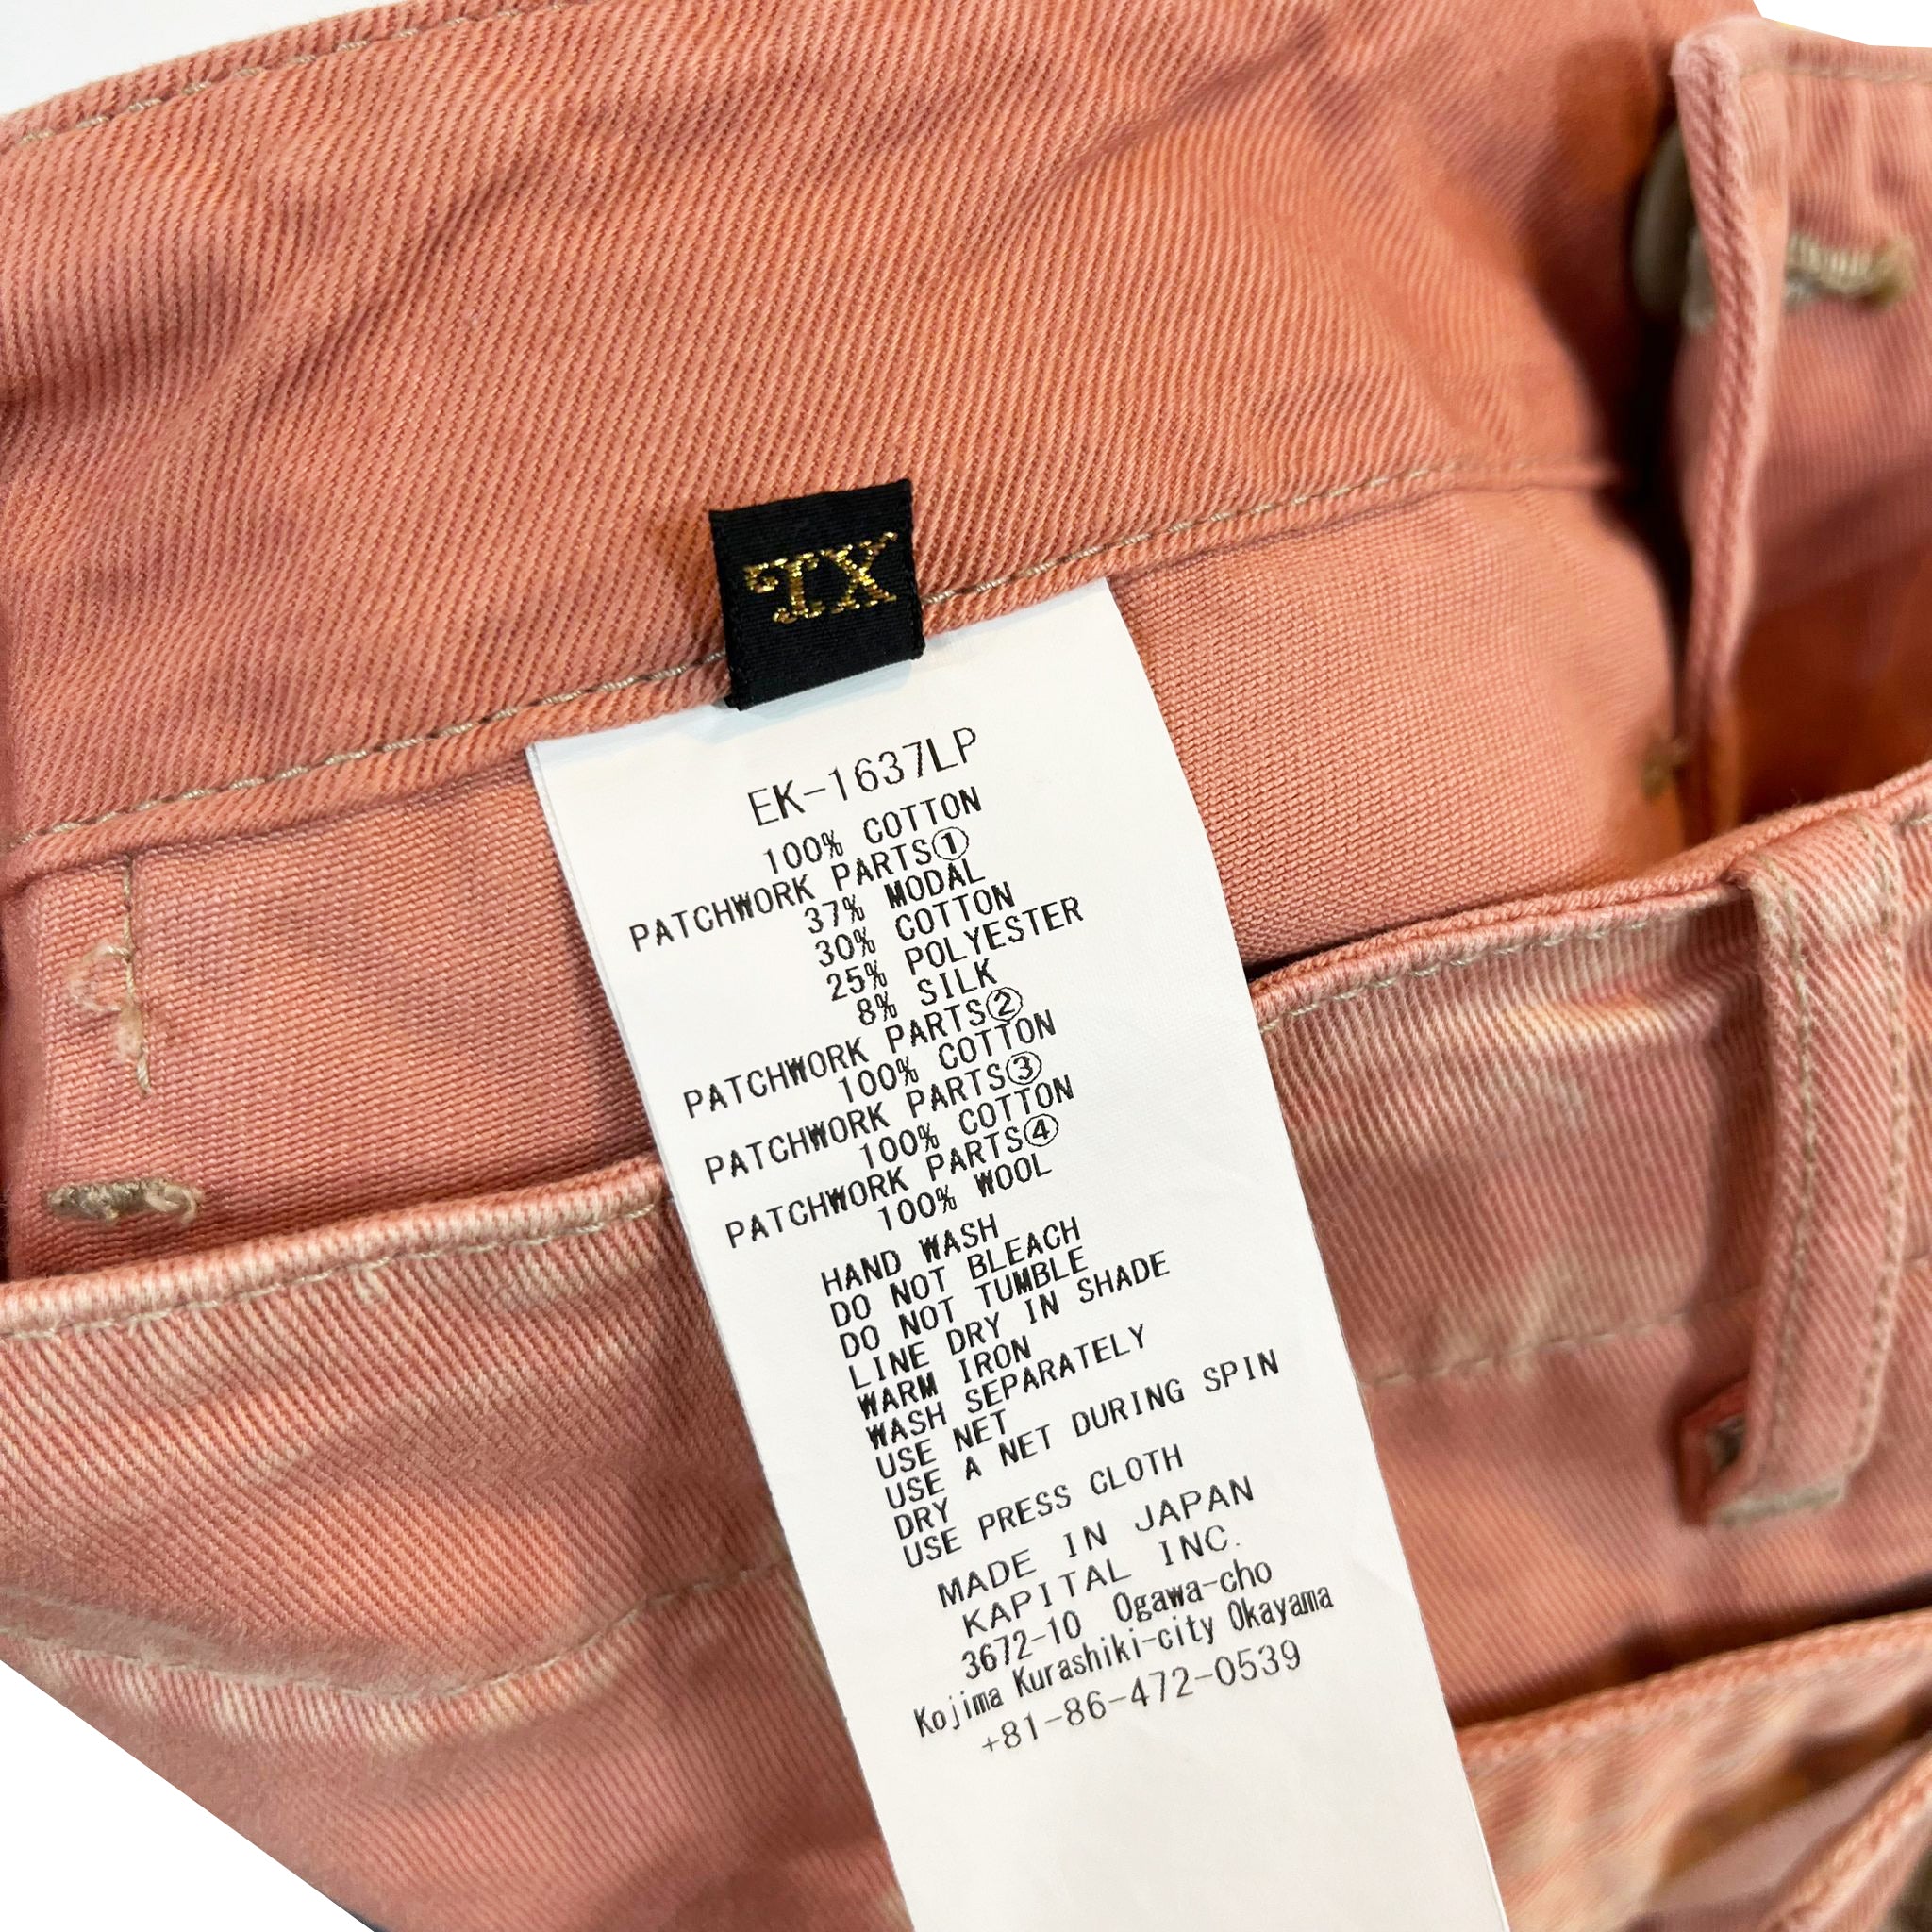 XL
EK-1637LP
100% COTTON
PATCHWORK PARTS①
37% MODAL
30% COTTON
25% POLYESTER
8% SILK
PATCHWORK PARTS②
100% COTTON
PATCHWORK PARTS③
100% COTTON
PATCHWORK PARTS④
100% WOOL
HAND WASH
DO NOT BLEACH
DO NOT TUMBLE
LINE DRY IN SHADE
WARM IRON
WASH SEPARATELY
USE NET
USE A NET DURING SPIN
DRY
USE PRESS CLOTH
MADE IN JAPAN
KAPITAL INC.
3672-10 Ogawa-cho
Kojima Kurashiki-city Okayama
+81-86-472-0539